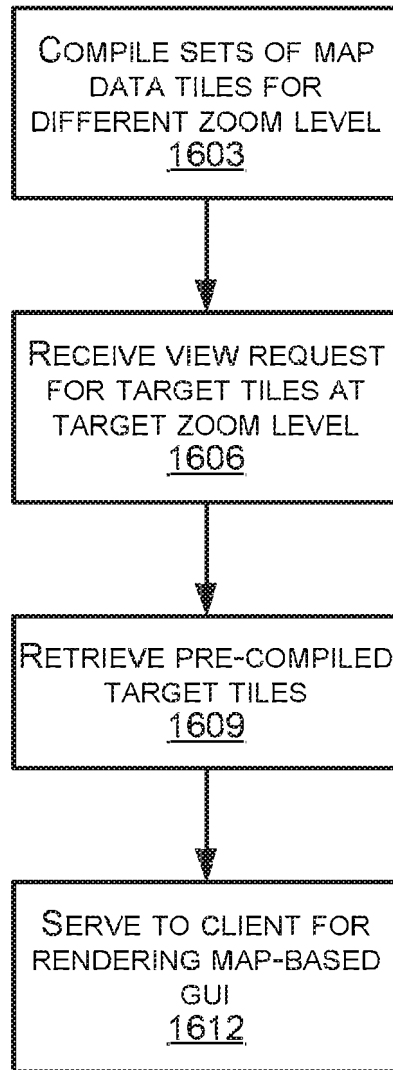 COMPILE SETS OF MAP
DATA TILES FOR
DIFFERENT ZOOM LEVEL
1603
RECEIVE VIEW REQUEST
FOR TARGET TILES AT
TARGET ZOOM LEVEL
1606
RETRIEVE PRE-COMPILED
TARGET TILES
1609
SERVE TO CLIENT FOR
RENDERING MAP-BASED
GUI
1612